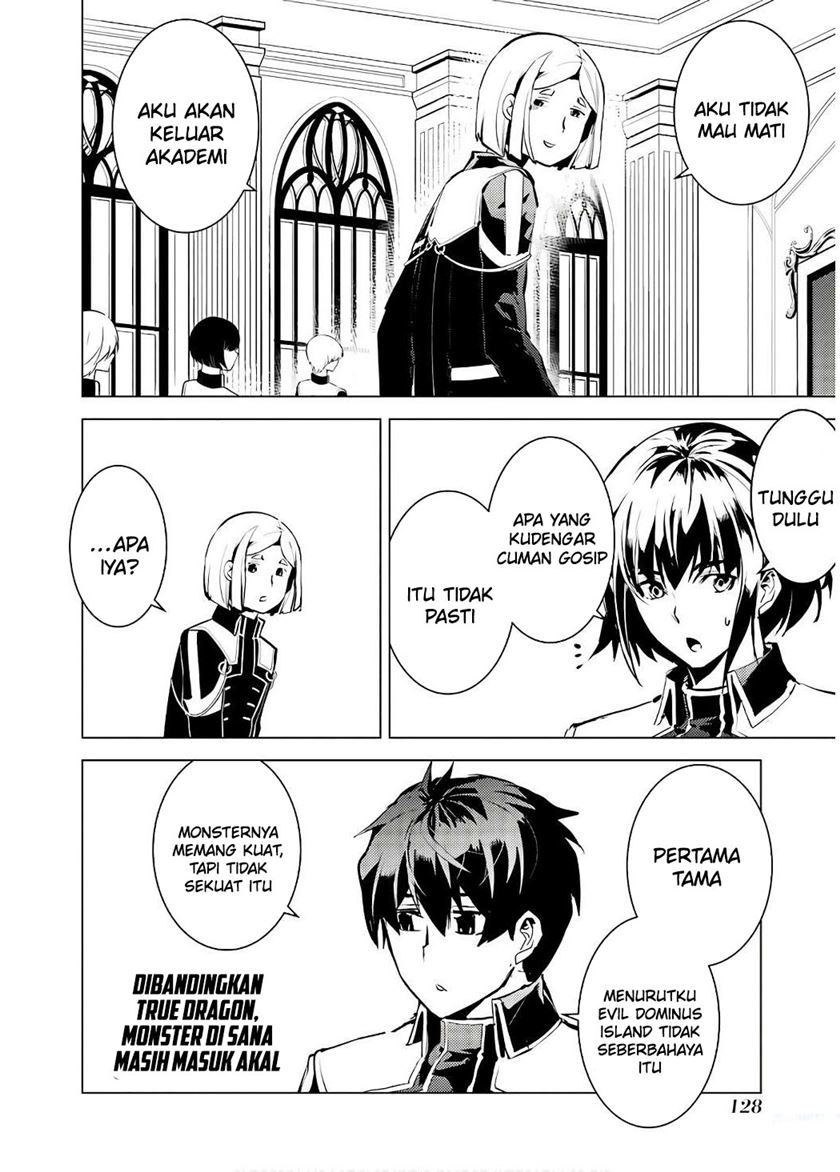 AKU TIDAK
MAU MATI
AKU AKAN
KELUAR
AKADEMI
TUNGGU
DULU
APA YANG
KUDENGAR
CUMAN GOSIP
ITU TIDAK
PASTI
...APA
IYA?
PERTAMA
TAMA
MENURUTKU
EVIL DOMINUS
ISLAND TIDAK
SEBERBAHAYA
ITU
MONSTERNYA
MEMANG KUAT,
TAPI TIDAK
SEKUAT ITU
DIBANDINGKAN
TRUE DRAGON,
MONSTER DI SANA
MASIH MASUK AKAL
128